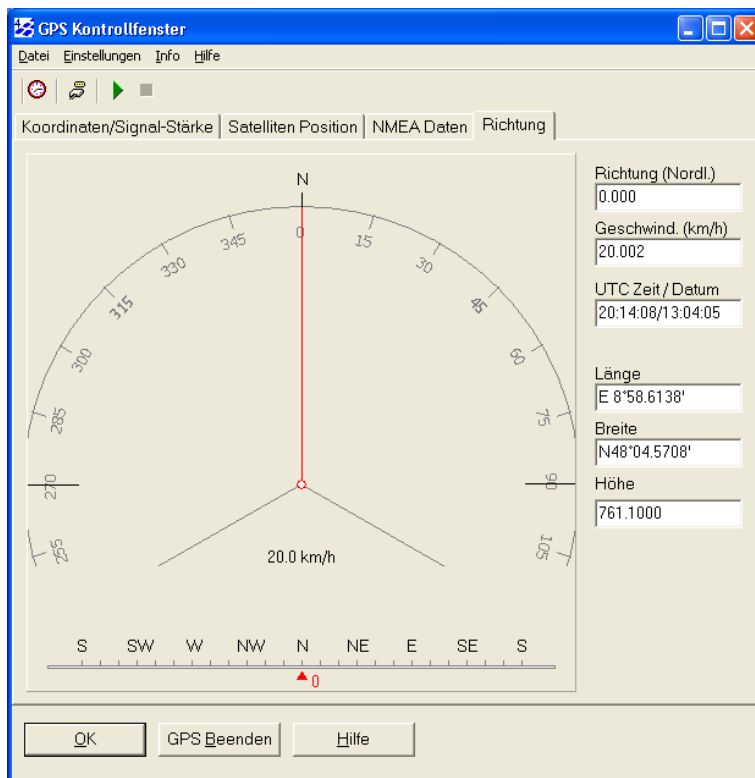 GPS Kontrollfenster
Datei Einstellungen Info Hilfe
Koordinaten/Signal-Stärke Satelliten Position NMEA Daten Richtung
N
0
345 15
330 30
315 45
300 60
285 75
270 90
255 105
20.0 km/h
S SW W NW N NE E SE S
0
Richtung (Nordl.)
0.000
Geschwind. (km/h)
20.002
UTC Zeit / Datum
20:14:08/13:04:05
Länge
E 8°58.6138'
Breite
N48°04.5708'
Höhe
761.1000
OK GPS Beenden Hilfe